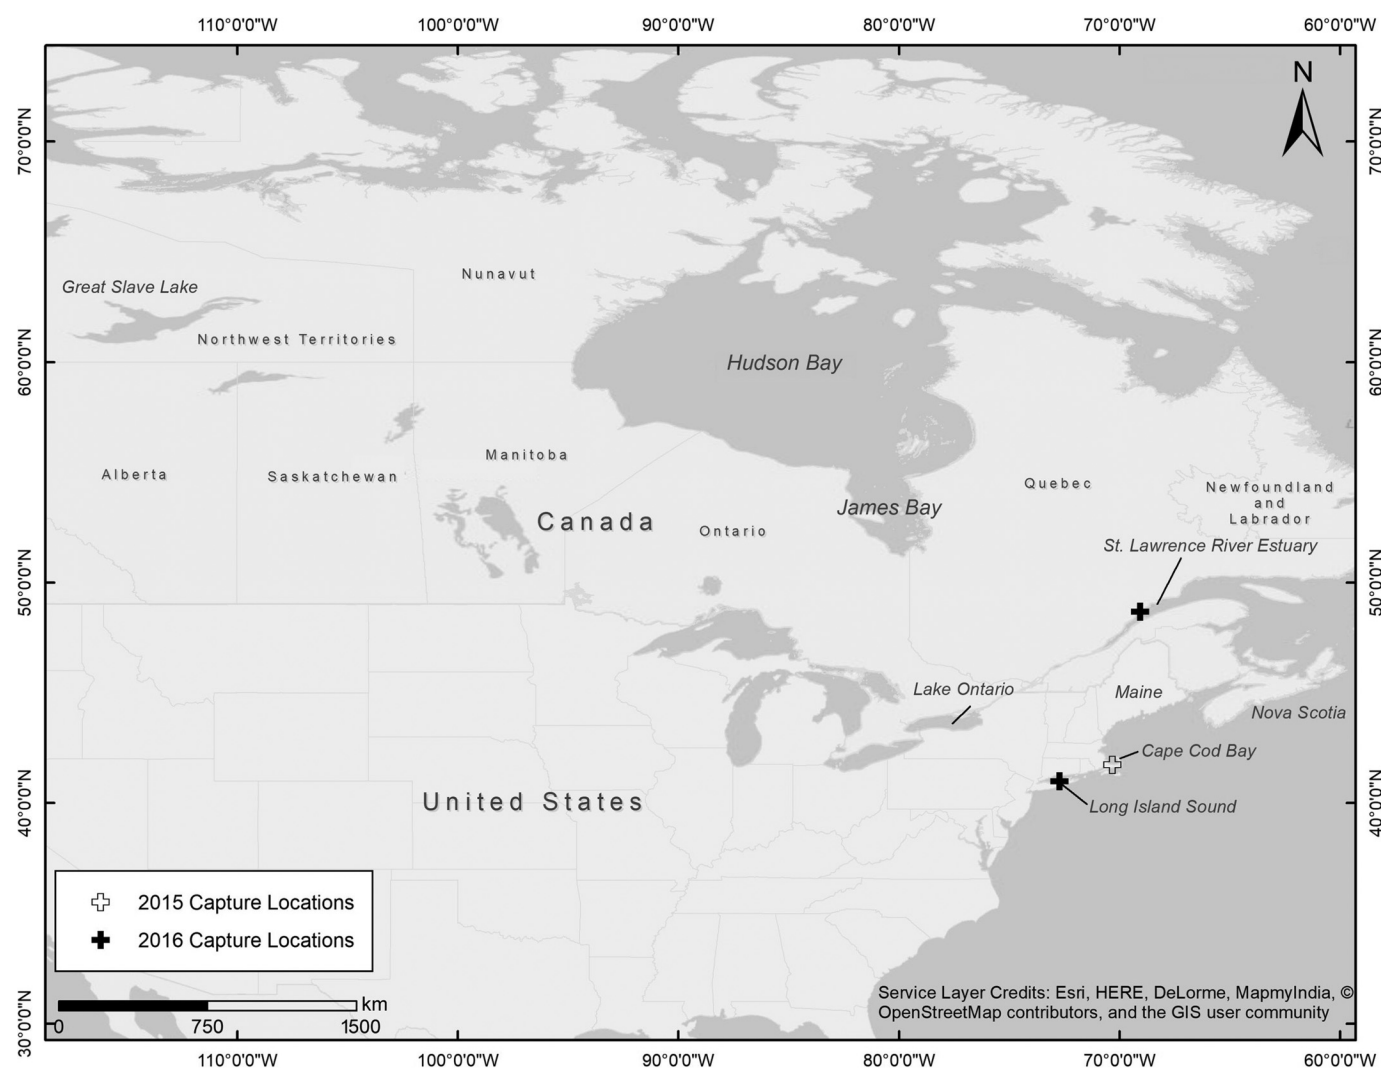 110°0'0"W 100°0'0"W 90°0'0"W 80°0'0"W 70°0'0"W 60°0'0"W
N
70°0'0"N 70°0'0"N
Nunavut
Great Slave Lake
Northwest Territories
Hudson Bay
60°0'0"N 60°0'0"N
Manitoba
Alberta
Saskatchewan
Quebec
Newfoundland
and
Labrador
James Bay
Canada
Ontario
St. Lawrence River Estuary
50°0'0"N 50°0'0"N
Lake Ontario
Maine
Nova Scotia
Cape Cod Bay
United States
Long Island Sound
40°0'0"N 40°0'0"N
2015 Capture Locations
2016 Capture Locations
km
0 750 1500
Service Layer Credits: Esri, HERE, DeLorme, MapmyIndia, ©
OpenStreetMap contributors, and the GIS user community
30°0'0"N
110°0'0"W 100°0'0"W 90°0'0"W 80°0'0"W 70°0'0"W 60°0'0"W